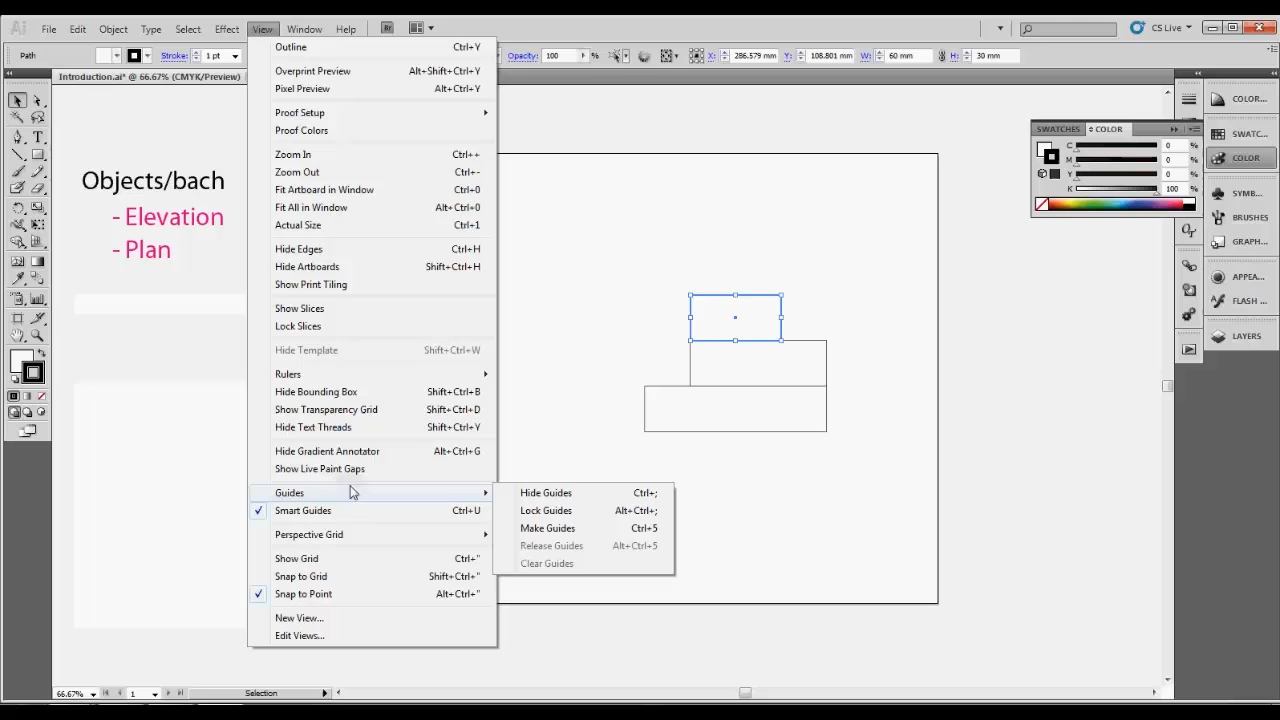 Ai File Edit Object Type Select Effect View Window Help Br CS Live
Path Stroke: 1 pt Opacity: 100 % X: 286.579 mm Y: 108.801 mm W: 60 mm H: 30 mm
Introduction.ai* @ 66.67% (CMYK/Preview)
Outline Ctrl+Y
Overprint Preview Alt+Shift+Ctrl+Y
Pixel Preview Alt+Ctrl+Y
Proof Setup
Proof Colors
Zoom In Ctrl++
Zoom Out Ctrl+-
Fit Artboard in Window Ctrl+0
Fit All in Window Alt+Ctrl+0
Actual Size Ctrl+1
Hide Edges Ctrl+H
Hide Artboards Shift+Ctrl+H
Show Print Tiling
Show Slices
Lock Slices
Hide Template Shift+Ctrl+W
Rulers
Hide Bounding Box Shift+Ctrl+B
Show Transparency Grid Shift+Ctrl+D
Hide Text Threads Shift+Ctrl+Y
Hide Gradient Annotator Alt+Ctrl+G
Show Live Paint Gaps
Guides
Smart Guides Ctrl+U
Perspective Grid
Show Grid Ctrl+"
Snap to Grid Shift+Ctrl+"
Snap to Point Alt+Ctrl+"
New View...
Edit Views...
Hide Guides Ctrl+;
Lock Guides Alt+Ctrl+;
Make Guides Ctrl+5
Release Guides Alt+Ctrl+5
Clear Guides
Objects/bach
- Elevation
- Plan
SWATCHES COLOR
C 0 %
M 0 %
Y 0 %
K 100 %
COLOR...
SWATC...
COLOR
SYMB...
BRUSHES
GRAPH...
APPEA...
FLASH ...
LAYERS
66.67% 1 Selection